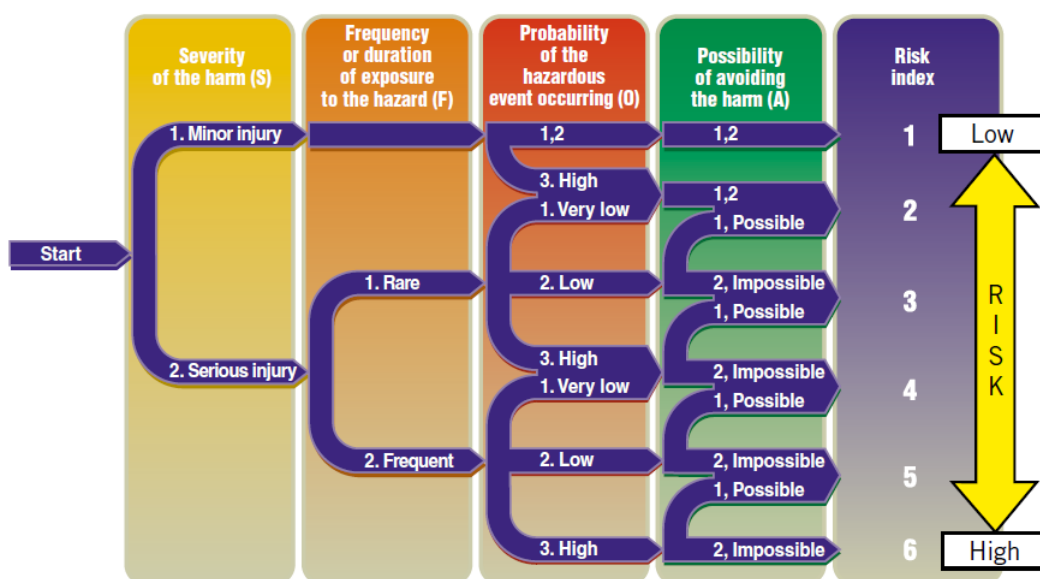 Severity
of the harm (S)
Frequency
or duration
of exposure
to the hazard (F)
Probability
of the
hazardous
event occurring (O)
Possibility
of avoiding
the harm (A)
Risk
index
Start
1. Minor injury
2. Serious injury
1. Rare
2. Frequent
1,2
3. High
1. Very low
2. Low
3. High
1. Very low
2. Low
3. High
1,2
1,2
1, Possible
2, Impossible
1, Possible
2, Impossible
1, Possible
2, Impossible
1, Possible
2, Impossible
1
2
3
4
5
6
Low
R
I
S
K
High